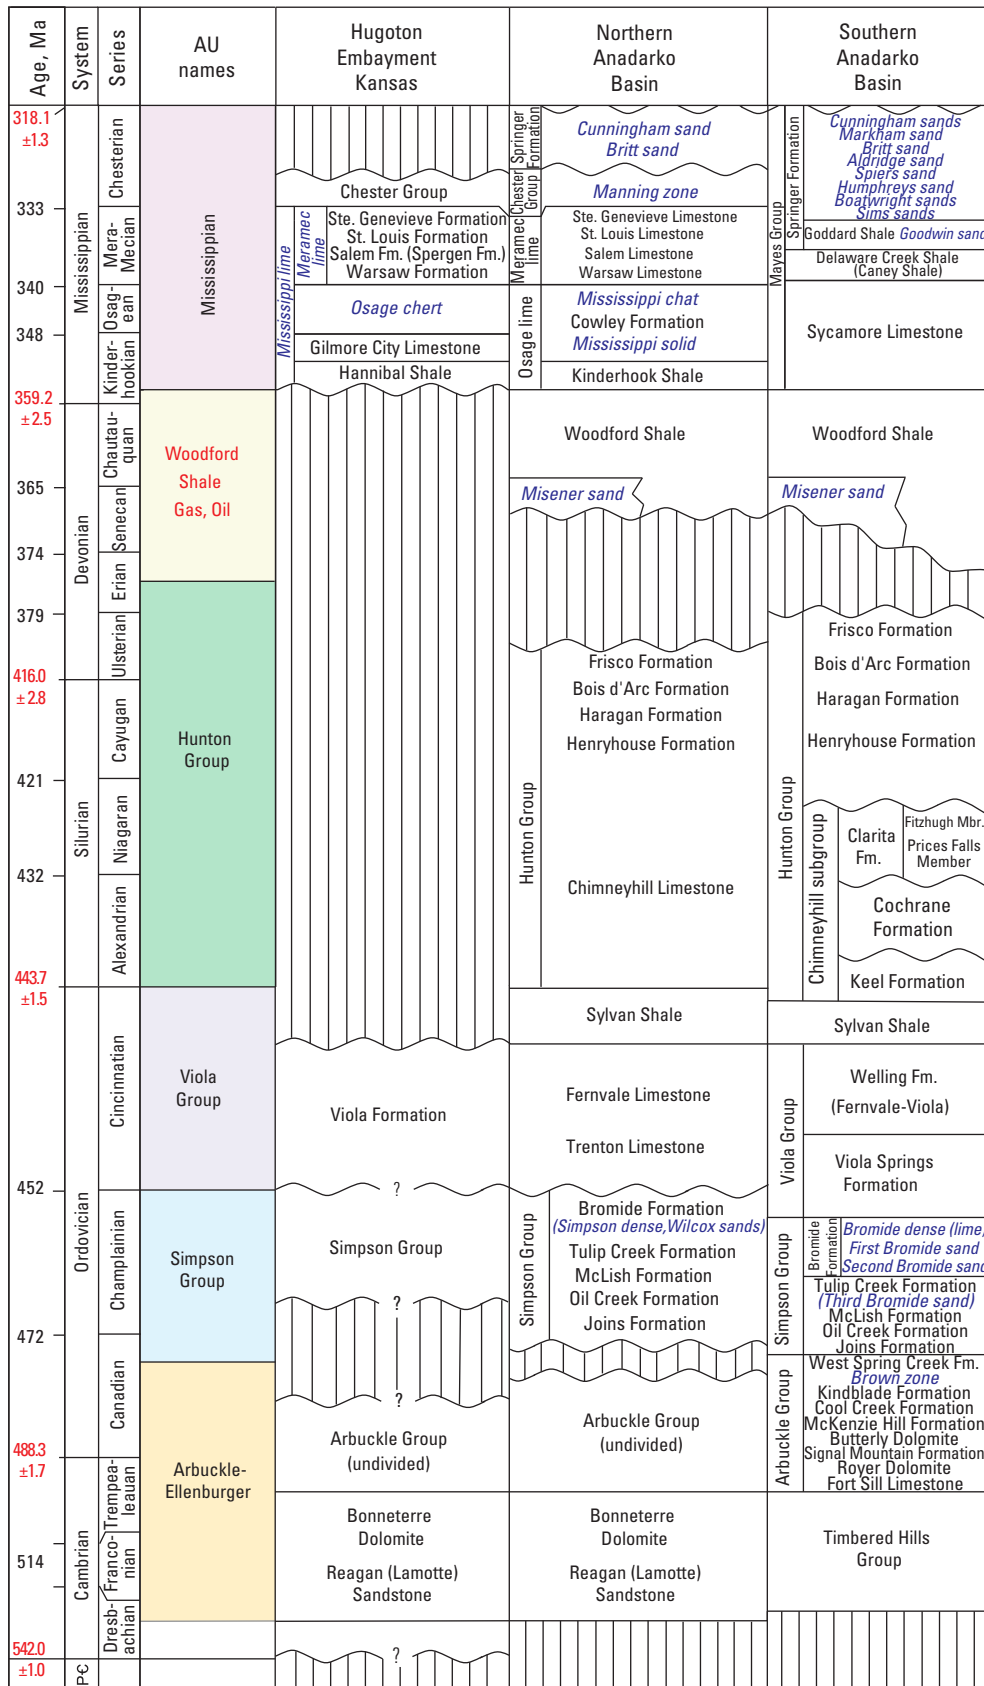 Age, Ma
System
Series
AU
names
Hugoton
Embayment
Kansas
Northern
Anadarko
Basin
Southern
Anadarko
Basin
318.1
±1.3
333
340
348
359.2
±2.5
365
374
379
416.0
±2.8
421
432
443.7
±1.5
452
472
488.3
±1.7
514
542.0
±1.0
Mississippian
Devonian
Silurian
Ordovician
Cambrian
P€
Chesterian
Mera-
Mecian
Osag-
ean
Kinder-
hookian
Chautau-
quan
Senecan
Erian
Ulsterian
Cayugan
Niagaran
Alexandrian
Cincinnatian
Champlainian
Canadian
Trempea-
leauan
Franco-
nian
Dresb-
achian
Mississippian
Woodford
Shale
Gas, Oil
Hunton
Group
Viola
Group
Simpson
Group
Arbuckle-
Ellenburger
Chester Group
Mississippi lime
Meramec
lime
Ste. Genevieve Formation
St. Louis Formation
Salem Fm. (Spergen Fm.)
Warsaw Formation
Osage chert
Gilmore City Limestone
Hannibal Shale
Viola Formation
?
Simpson Group
?
?
Arbuckle Group
(undivided)
Bonneterre
Dolomite
Reagan (Lamotte)
Sandstone
?
Springer
Formation
Cunningham sand
Britt sand
Chester
Group
Manning zone
Meramec
lime
Ste. Genevieve Limestone
St. Louis Limestone
Salem Limestone
Warsaw Limestone
Osage lime
Mississippi chat
Cowley Formation
Mississippi solid
Kinderhook Shale
Woodford Shale
Misener sand
Hunton Group
Frisco Formation
Bois d'Arc Formation
Haragan Formation
Henryhouse Formation
Chimneyhill Limestone
Sylvan Shale
Fernvale Limestone
Trenton Limestone
Simpson Group
Bromide Formation
(Simpson dense,Wilcox sands)
Tulip Creek Formation
McLish Formation
Oil Creek Formation
Joins Formation
Arbuckle Group
(undivided)
Bonneterre
Dolomite
Reagan (Lamotte)
Sandstone
Mayes Group
Springer Formation
Cunningham sands
Markham sand
Britt sand
Aldridge sand
Spiers sand
Humphreys sand
Boatwright sands
Sims sands
Goddard Shale Goodwin sand
Delaware Creek Shale
(Caney Shale)
Sycamore Limestone
Woodford Shale
Misener sand
Hunton Group
Frisco Formation
Bois d'Arc Formation
Haragan Formation
Henryhouse Formation
Chimneyhill subgroup
Clarita
Fm.
Fitzhugh Mbr.
Prices Falls
Member
Cochrane
Formation
Keel Formation
Sylvan Shale
Viola Group
Welling Fm.
(Fernvale-Viola)
Viola Springs
Formation
Simpson Group
Bromide
Formation
Bromide dense (lime)
First Bromide sand
Second Bromide sand
Tulip Creek Formation
(Third Bromide sand)
McLish Formation
Oil Creek Formation
Joins Formation
Arbuckle Group
West Spring Creek Fm.
Brown zone
Kindblade Formation
Cool Creek Formation
McKenzie Hill Formation
Butterly Dolomite
Signal Mountain Formation
Royer Dolomite
Fort Sill Limestone
Timbered Hills
Group